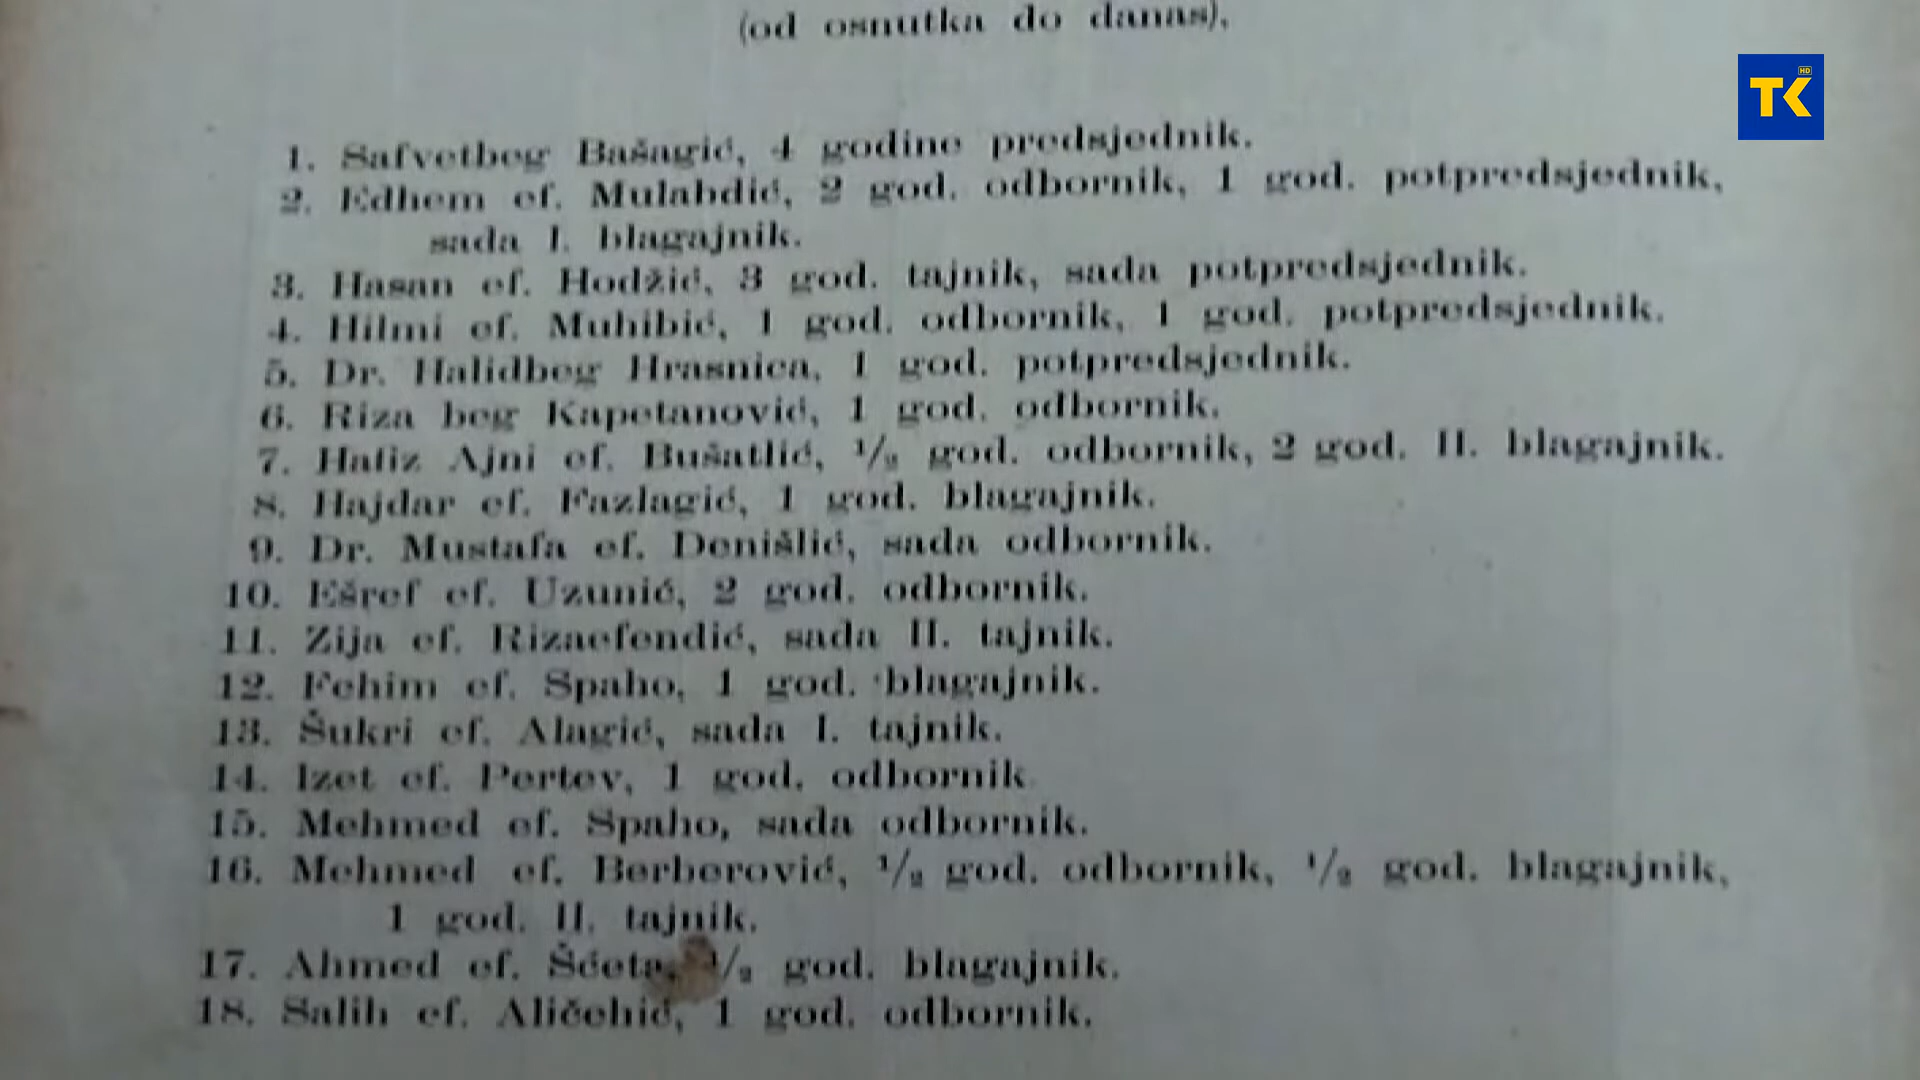 (od osnutka do danas).
TK HD
1. Safvetbeg Bašagić, 4 godine predsjednik.
2. Edhem ef. Mulabdić, 2 god. odbornik, 1 god. potpredsjednik,
sada I. blagajnik.
3. Hasan ef. Hodžić, 3 god. tajnik, sada potpredsjednik.
4. Hilmi ef. Muhibić, 1 god. odbornik, 1 god. potpredsjednik.
5. Dr. Halidbeg Hrasnica, 1 god. potpredsjednik.
6. Riza beg Kapetanović, 1 god. odbornik.
7. Hafiz Ajni ef. Bušatlić, ½ god. odbornik, 2 god. II. blagajnik.
8. Hajdar ef. Fazlagić, 1 god. blagajnik.
9. Dr. Mustafa ef. Denišlić, sada odbornik.
10. Ešref ef. Uzunić, 2 god. odbornik.
11. Zija ef. Rizaefendić, sada II. tajnik.
12. Fehim ef. Spaho, 1 god. blagajnik.
13. Šukri ef. Alagić, sada I. tajnik.
14. Izet ef. Pertev, 1 god. odbornik
15. Mehmed ef. Spaho, sada odbornik.
16. Mehmed ef. Berberović, ½ god. odbornik, ½ god. blagajnik,
1 god. II. tajnik.
17. Ahmed ef. Šćeta, ½ god. blagajnik.
18. Salih ef. Aličehić, 1 god. odbornik.